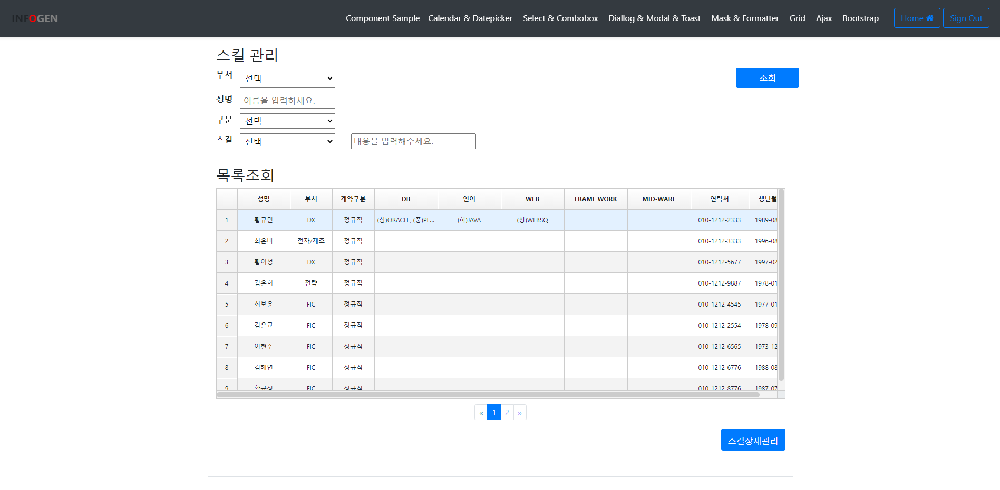 INFOGEN Component Sample Calendar & Datepicker Select & Combobox Diallog & Modal & Toast Mask & Formatter Grid Ajax Bootstrap Home Sign Out
스킬 관리
부서 선택 조회
성명 이름을 입력하세요.
구분 선택
스킬 선택 내용을 입력해주세요.
목록조회
성명 부서 계약구분 DB 언어 WEB FRAME WORK MID-WARE 연락처 생년월
1 황규민 DX 정규직 (상)ORACLE, (중)PL... (하)JAVA (상)WEBSQ 010-1212-2333 1989-08
2 최은비 전자/제조 정규직 010-1212-3333 1996-08
3 황이성 DX 정규직 010-1212-5677 1997-02
4 김은희 전략 정규직 010-1212-9887 1978-01
5 최보윤 FIC 정규직 010-1212-4545 1977-01
6 김은교 FIC 정규직 010-1212-2554 1978-09
7 이현주 FIC 정규직 010-1212-6565 1973-12
8 김혜연 FIC 정규직 010-1212-6776 1988-08
9 황규정 FIC 정규직 010-1212-8776 1987-07
« 1 2 »
스킬상세관리